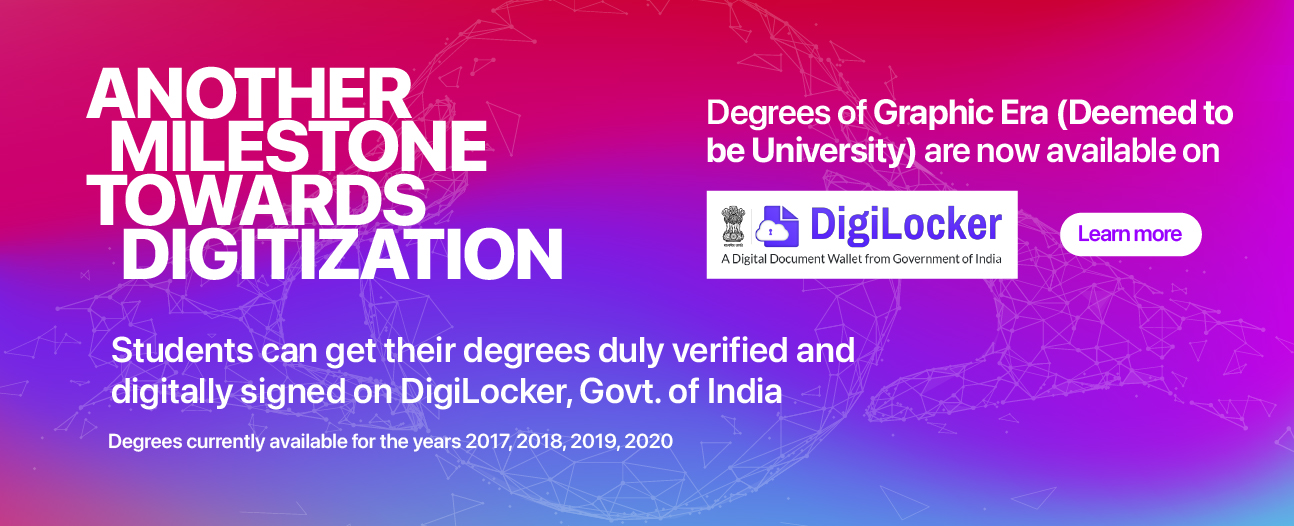 ANOTHER
MILESTONE
TOWARDS
DIGITIZATION
Degrees of Graphic Era (Deemed to
be University) are now available on
DigiLocker
A Digital Document Wallet from Government of India
Learn more
Students can get their degrees duly verified and
digitally signed on DigiLocker, Govt. of India
Degrees currently available for the years 2017, 2018, 2019, 2020